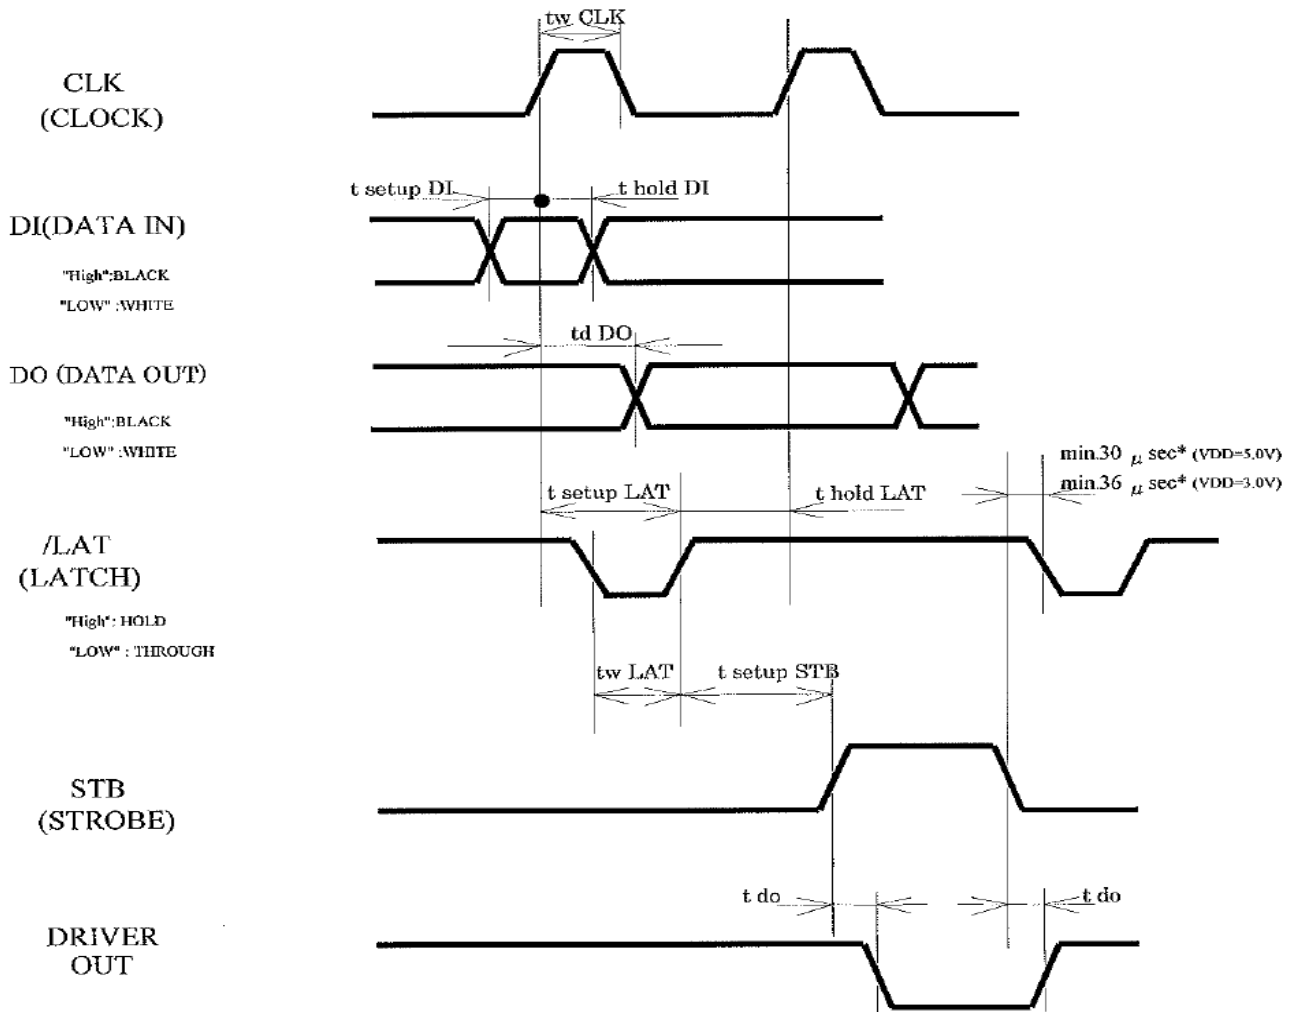 tw CLK
CLK
(CLOCK)
t setup DI
t hold DI
DI(DATA IN)
"High":BLACK
"LOW" :WHITE
td DO
DO (DATA OUT)
"High":BLACK
"LOW" :WHITE
min.30 μ sec* (VDD=5.0V)
min.36 μ sec* (VDD=3.0V)
t setup LAT
t hold LAT
/LAT
(LATCH)
"High": HOLD
"LOW" : THROUGH
tw LAT
t setup STB
STB
(STROBE)
t do
t do
DRIVER
OUT